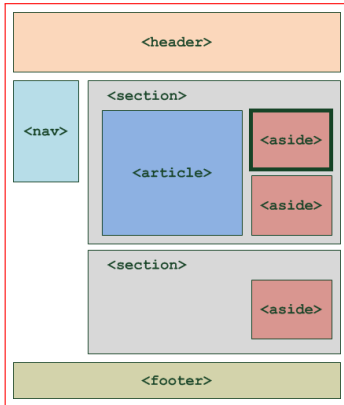 <header>
<nav>
<section>
<article>
<aside>
<aside>
<section>
<aside>
<footer>